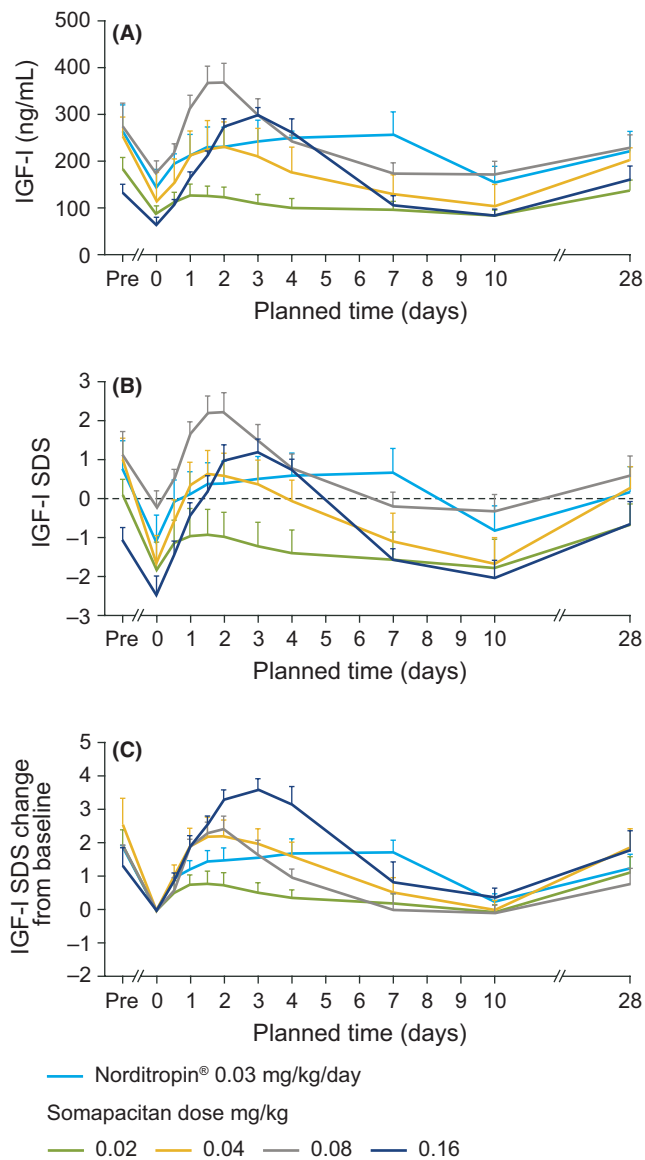 (A)
IGF-I (ng/mL)
500
400
300
200
100
0
Pre 0 1 2 3 4 5 6 7 8 9 10 28
Planned time (days)
(B)
IGF-I SDS
3
2
1
0
–1
–2
–3
Pre 0 1 2 3 4 5 6 7 8 9 10 28
Planned time (days)
(C)
IGF-I SDS change
from baseline
5
4
3
2
1
0
–1
–2
Pre 0 1 2 3 4 5 6 7 8 9 10 28
Planned time (days)
Norditropin® 0.03 mg/kg/day
Somapacitan dose mg/kg
0.02 0.04 0.08 0.16